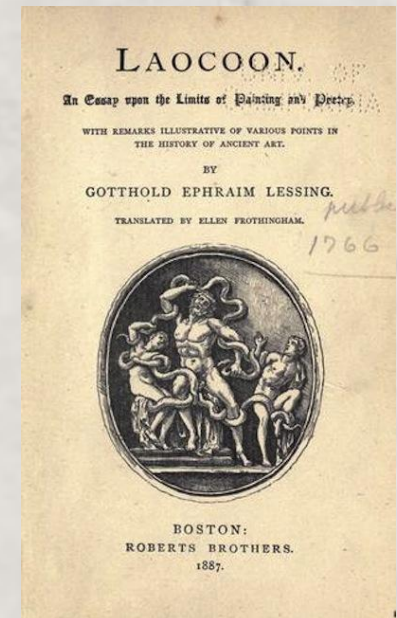 LAOCOON.
An Essay upon the Limits of Painting and Poetry.
WITH REMARKS ILLUSTRATIVE OF VARIOUS POINTS IN
THE HISTORY OF ANCIENT ART.
BY
GOTTHOLD EPHRAIM LESSING.
TRANSLATED BY ELLEN FROTHINGHAM.
1766
BOSTON:
ROBERTS BROTHERS.
1887.